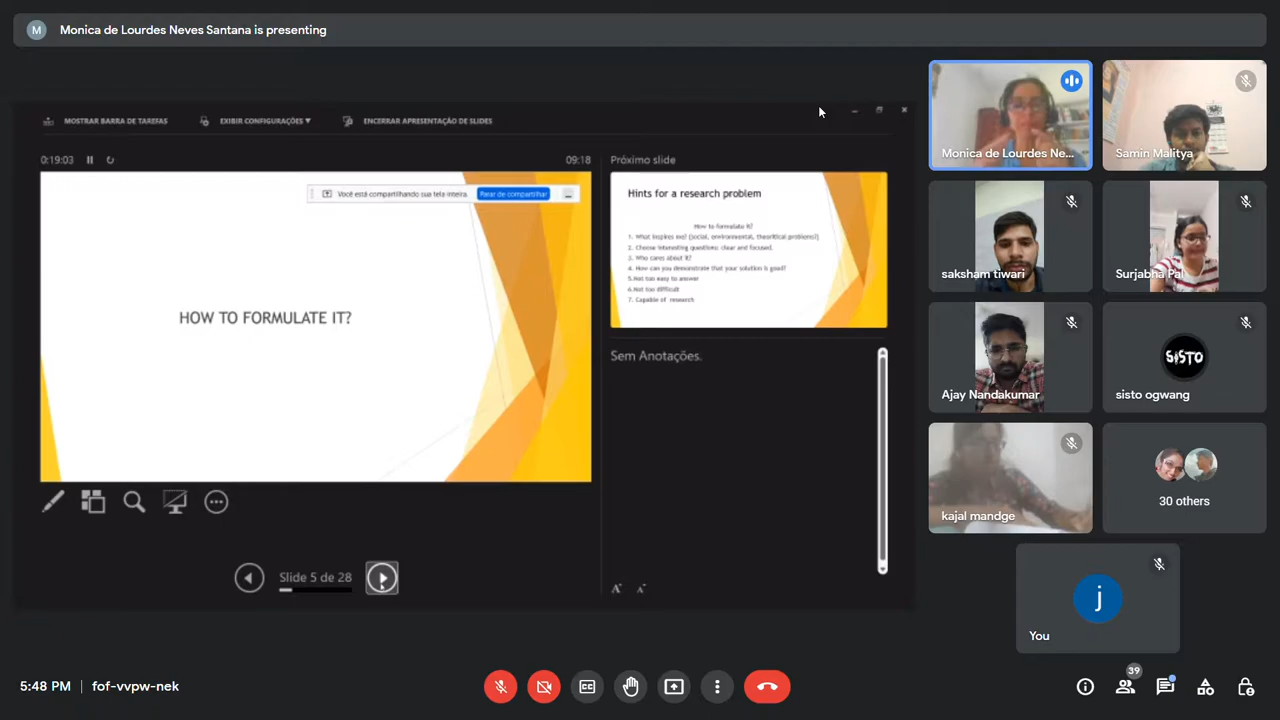 M
Monica de Lourdes Neves Santana is presenting
MOSTRAR BARRA DE TAREFAS
EXIBIR CONFIGURAÇÕES ▼
ENCERRAR APRESENTAÇÃO DE SLIDES
0:19:03
09:18
Você está compartilhando sua tela inteira.
Parar de compartilhar
HOW TO FORMULATE IT?
Slide 5 de 28
Próximo slide
Hints for a research problem
How to formulate it?
1. What inspires me? (social, environmental, theoritical problems?)
2. Choose interesting questions: clear and focused.
3. Who cares about it?
4. How can you demonstrate that your solution is good?
5.Not too easy to answer
6.Not too difficult
7. Capable of research
Sem Anotações.
A
A
Monica de Lourdes Ne...
Samin Malitya
saksham tiwari
Surjabha Pal
Ajay Nandakumar
SISTO
sisto ogwang
kajal mandge
30 others
j
You
5:48 PM | fof-vvpw-nek
CC
39